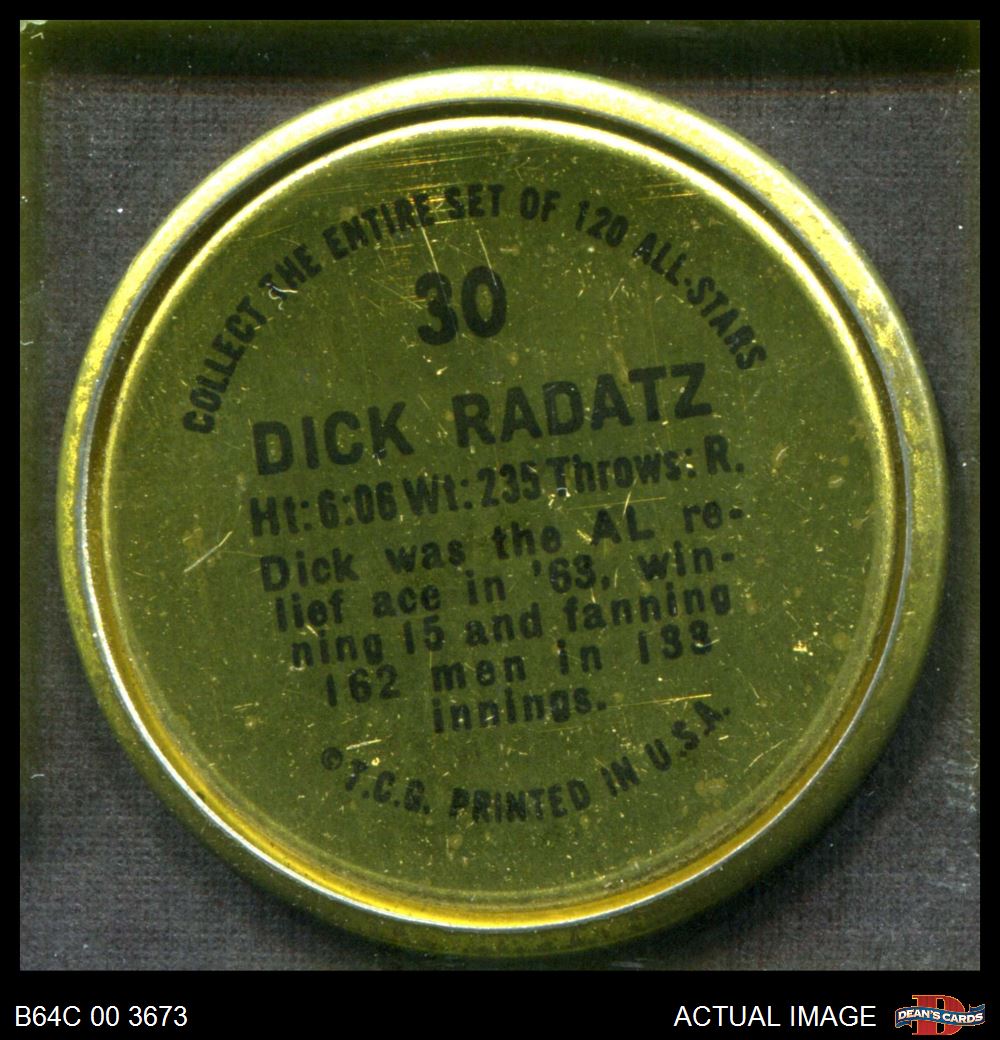 COLLECT THE ENTIRE SET OF 120 ALL-STARS
30
DICK RADATZ
Ht: 6:06 Wt: 235 Throws: R.
Dick was the AL re-
lief ace in '63, win-
ning 15 and fanning
162 men in 133
innings.
© T.C.G. PRINTED IN U.S.A.
B64C 00 3673
ACTUAL IMAGE
D
DEAN'S CARDS